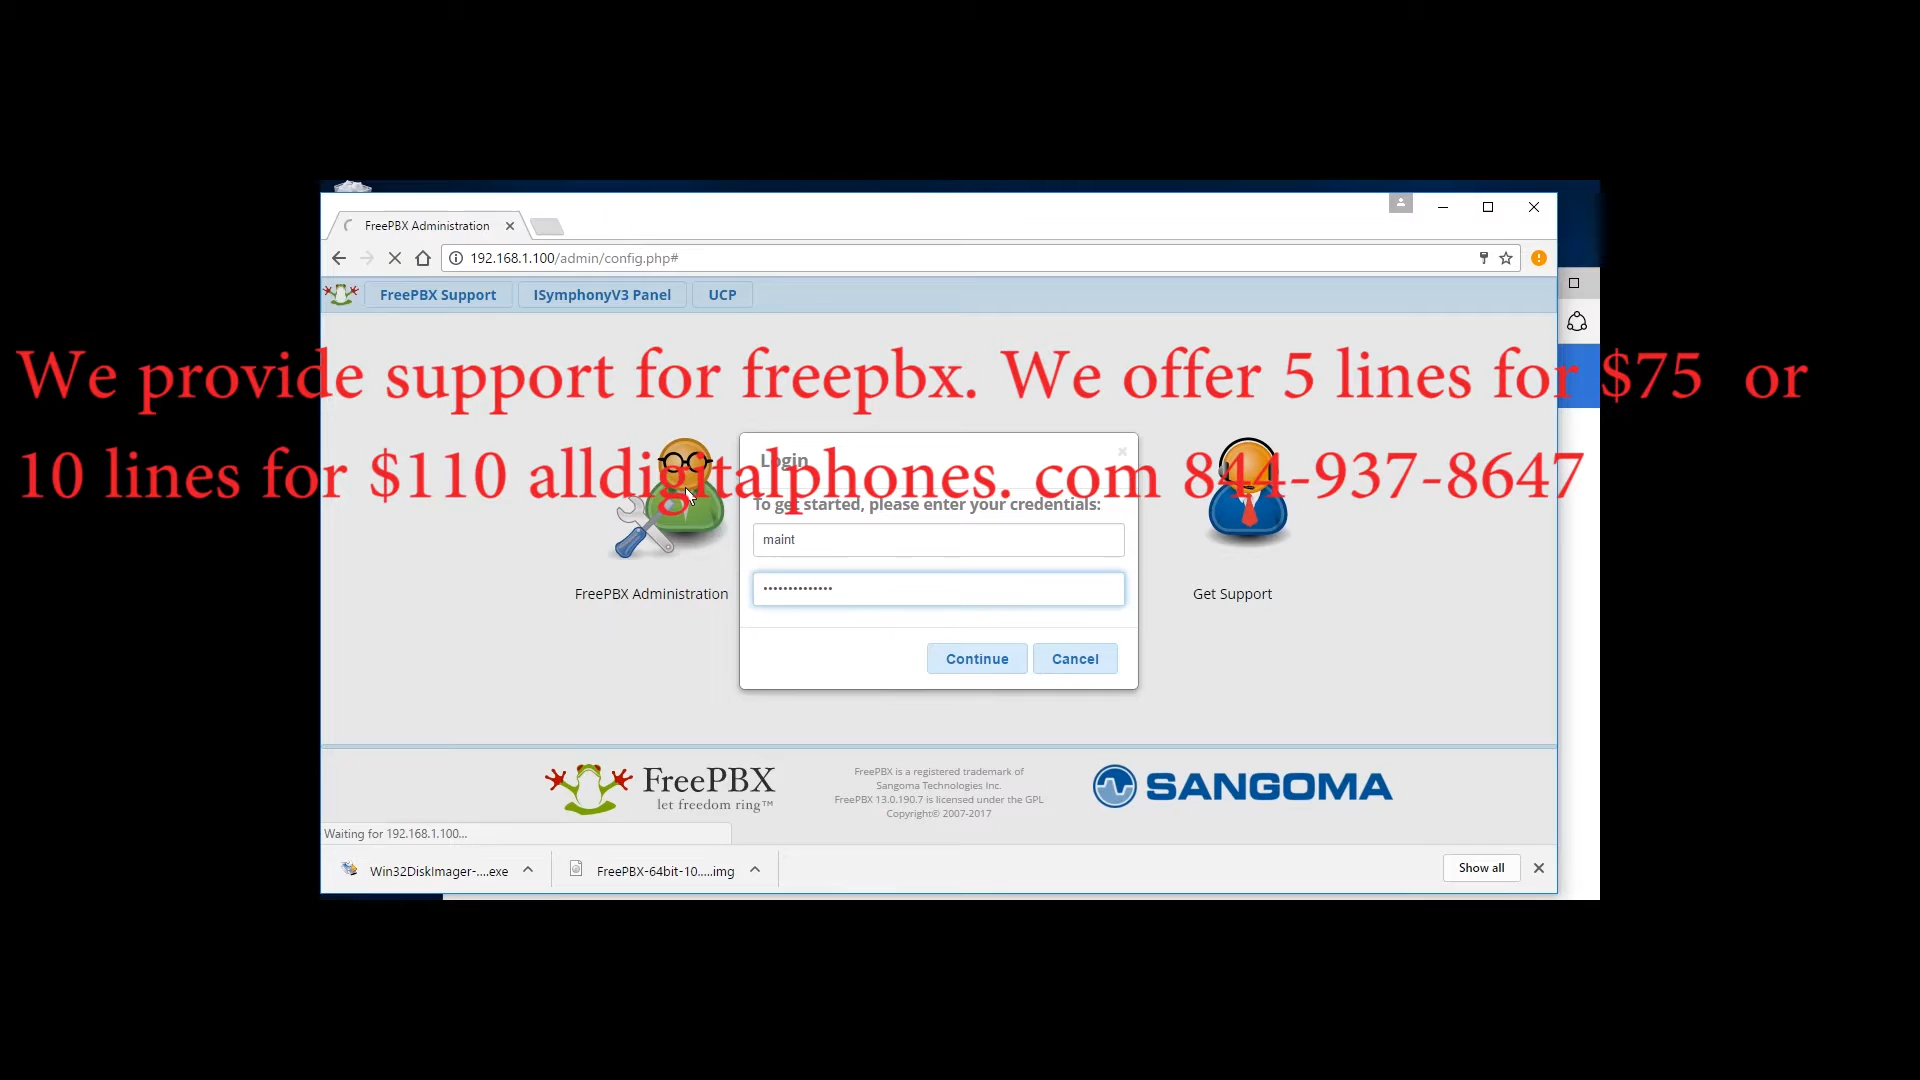 FreePBX Administration
192.168.1.100/admin/config.php#
FreePBX Support
ISymphonyV3 Panel
UCP
We provide support for freepbx. We offer 5 lines for $75 or
10 lines for $110 alldigitalphones. com 844-937-8647
Login
To get started, please enter your credentials:
maint
••••••••••••••
FreePBX Administration
Get Support
Continue
Cancel
FreePBX
let freedom ring™
FreePBX is a registered trademark of
Sangoma Technologies Inc.
FreePBX 13.0.190.7 is licensed under the GPL
Copyright© 2007-2017
SANGOMA
Waiting for 192.168.1.100...
Win32DiskImager-....exe
FreePBX-64bit-10.....img
Show all